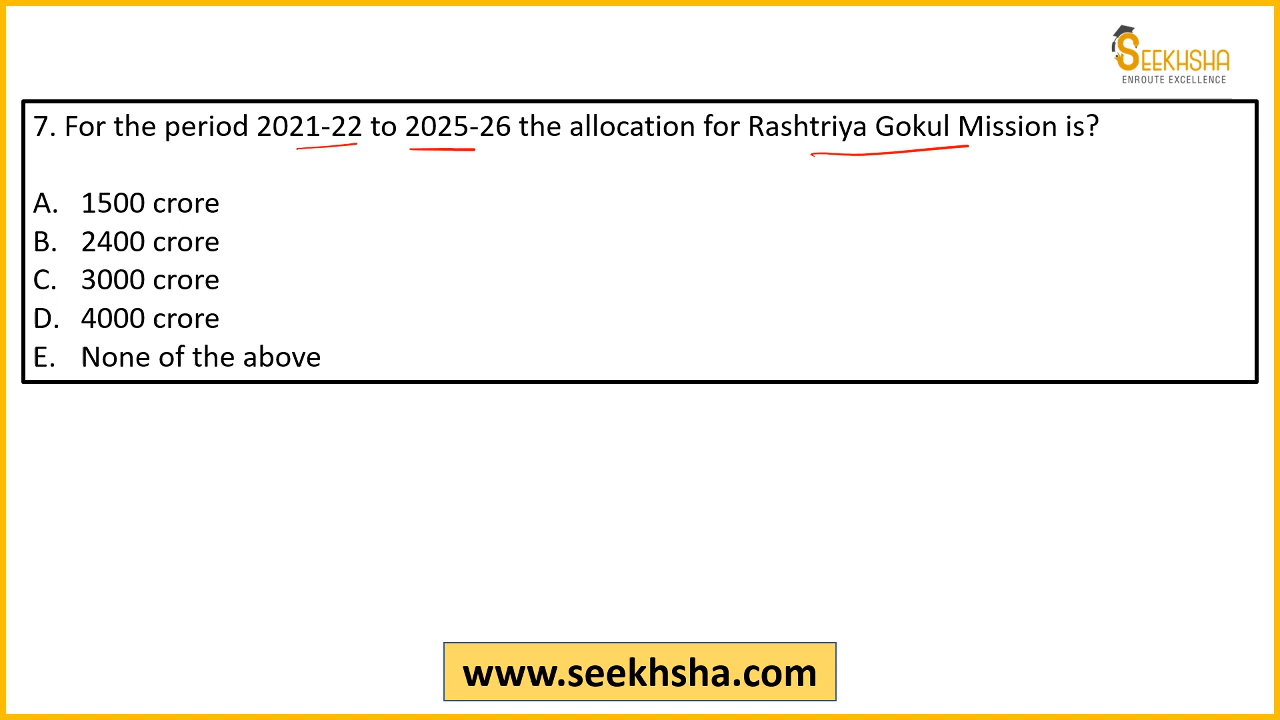 SEEKHSHA
ENROUTE EXCELLENCE
7. For the period 2021-22 to 2025-26 the allocation for Rashtriya Gokul Mission is?
A. 1500 crore
B. 2400 crore
C. 3000 crore
D. 4000 crore
E. None of the above
www.seekhsha.com